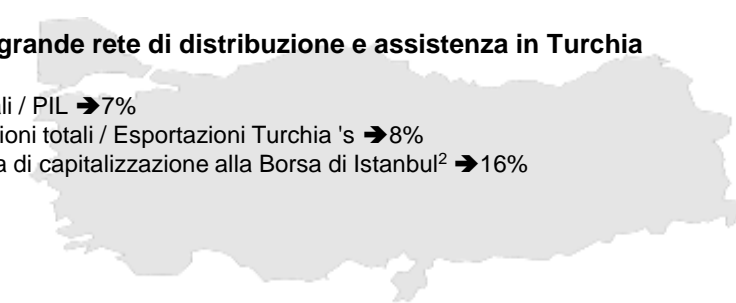 grande rete di distribuzione e assistenza in Turchia
ali / PIL ➔7%
ioni totali / Esportazioni Turchia 's ➔8%
a di capitalizzazione alla Borsa di Istanbul² ➔16%